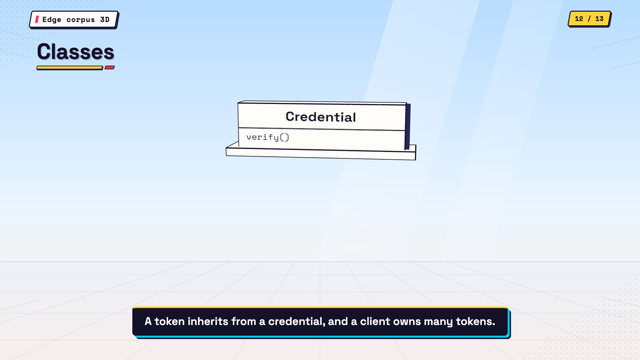 Edge corpus 3D
12 / 13
Classes
Credential
verify()
A token inherits from a credential, and a client owns many tokens.